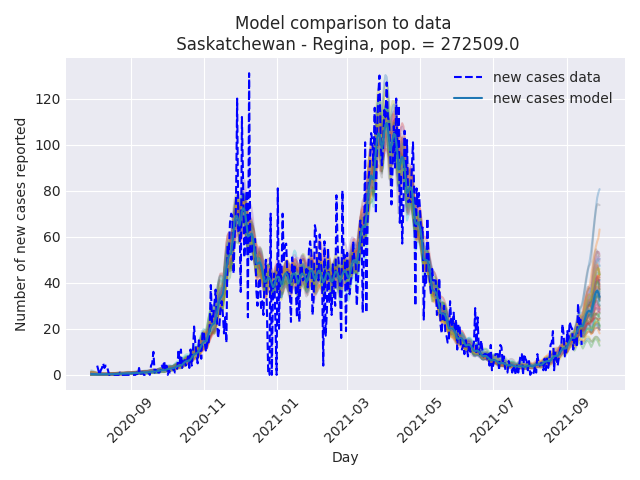 Model comparison to data
Saskatchewan - Regina, pop. = 272509.0
new cases data
new cases model
Number of new cases reported
120
100
80
60
40
20
0
2020-09
2020-11
2021-01
2021-03
2021-05
2021-07
2021-09
Day